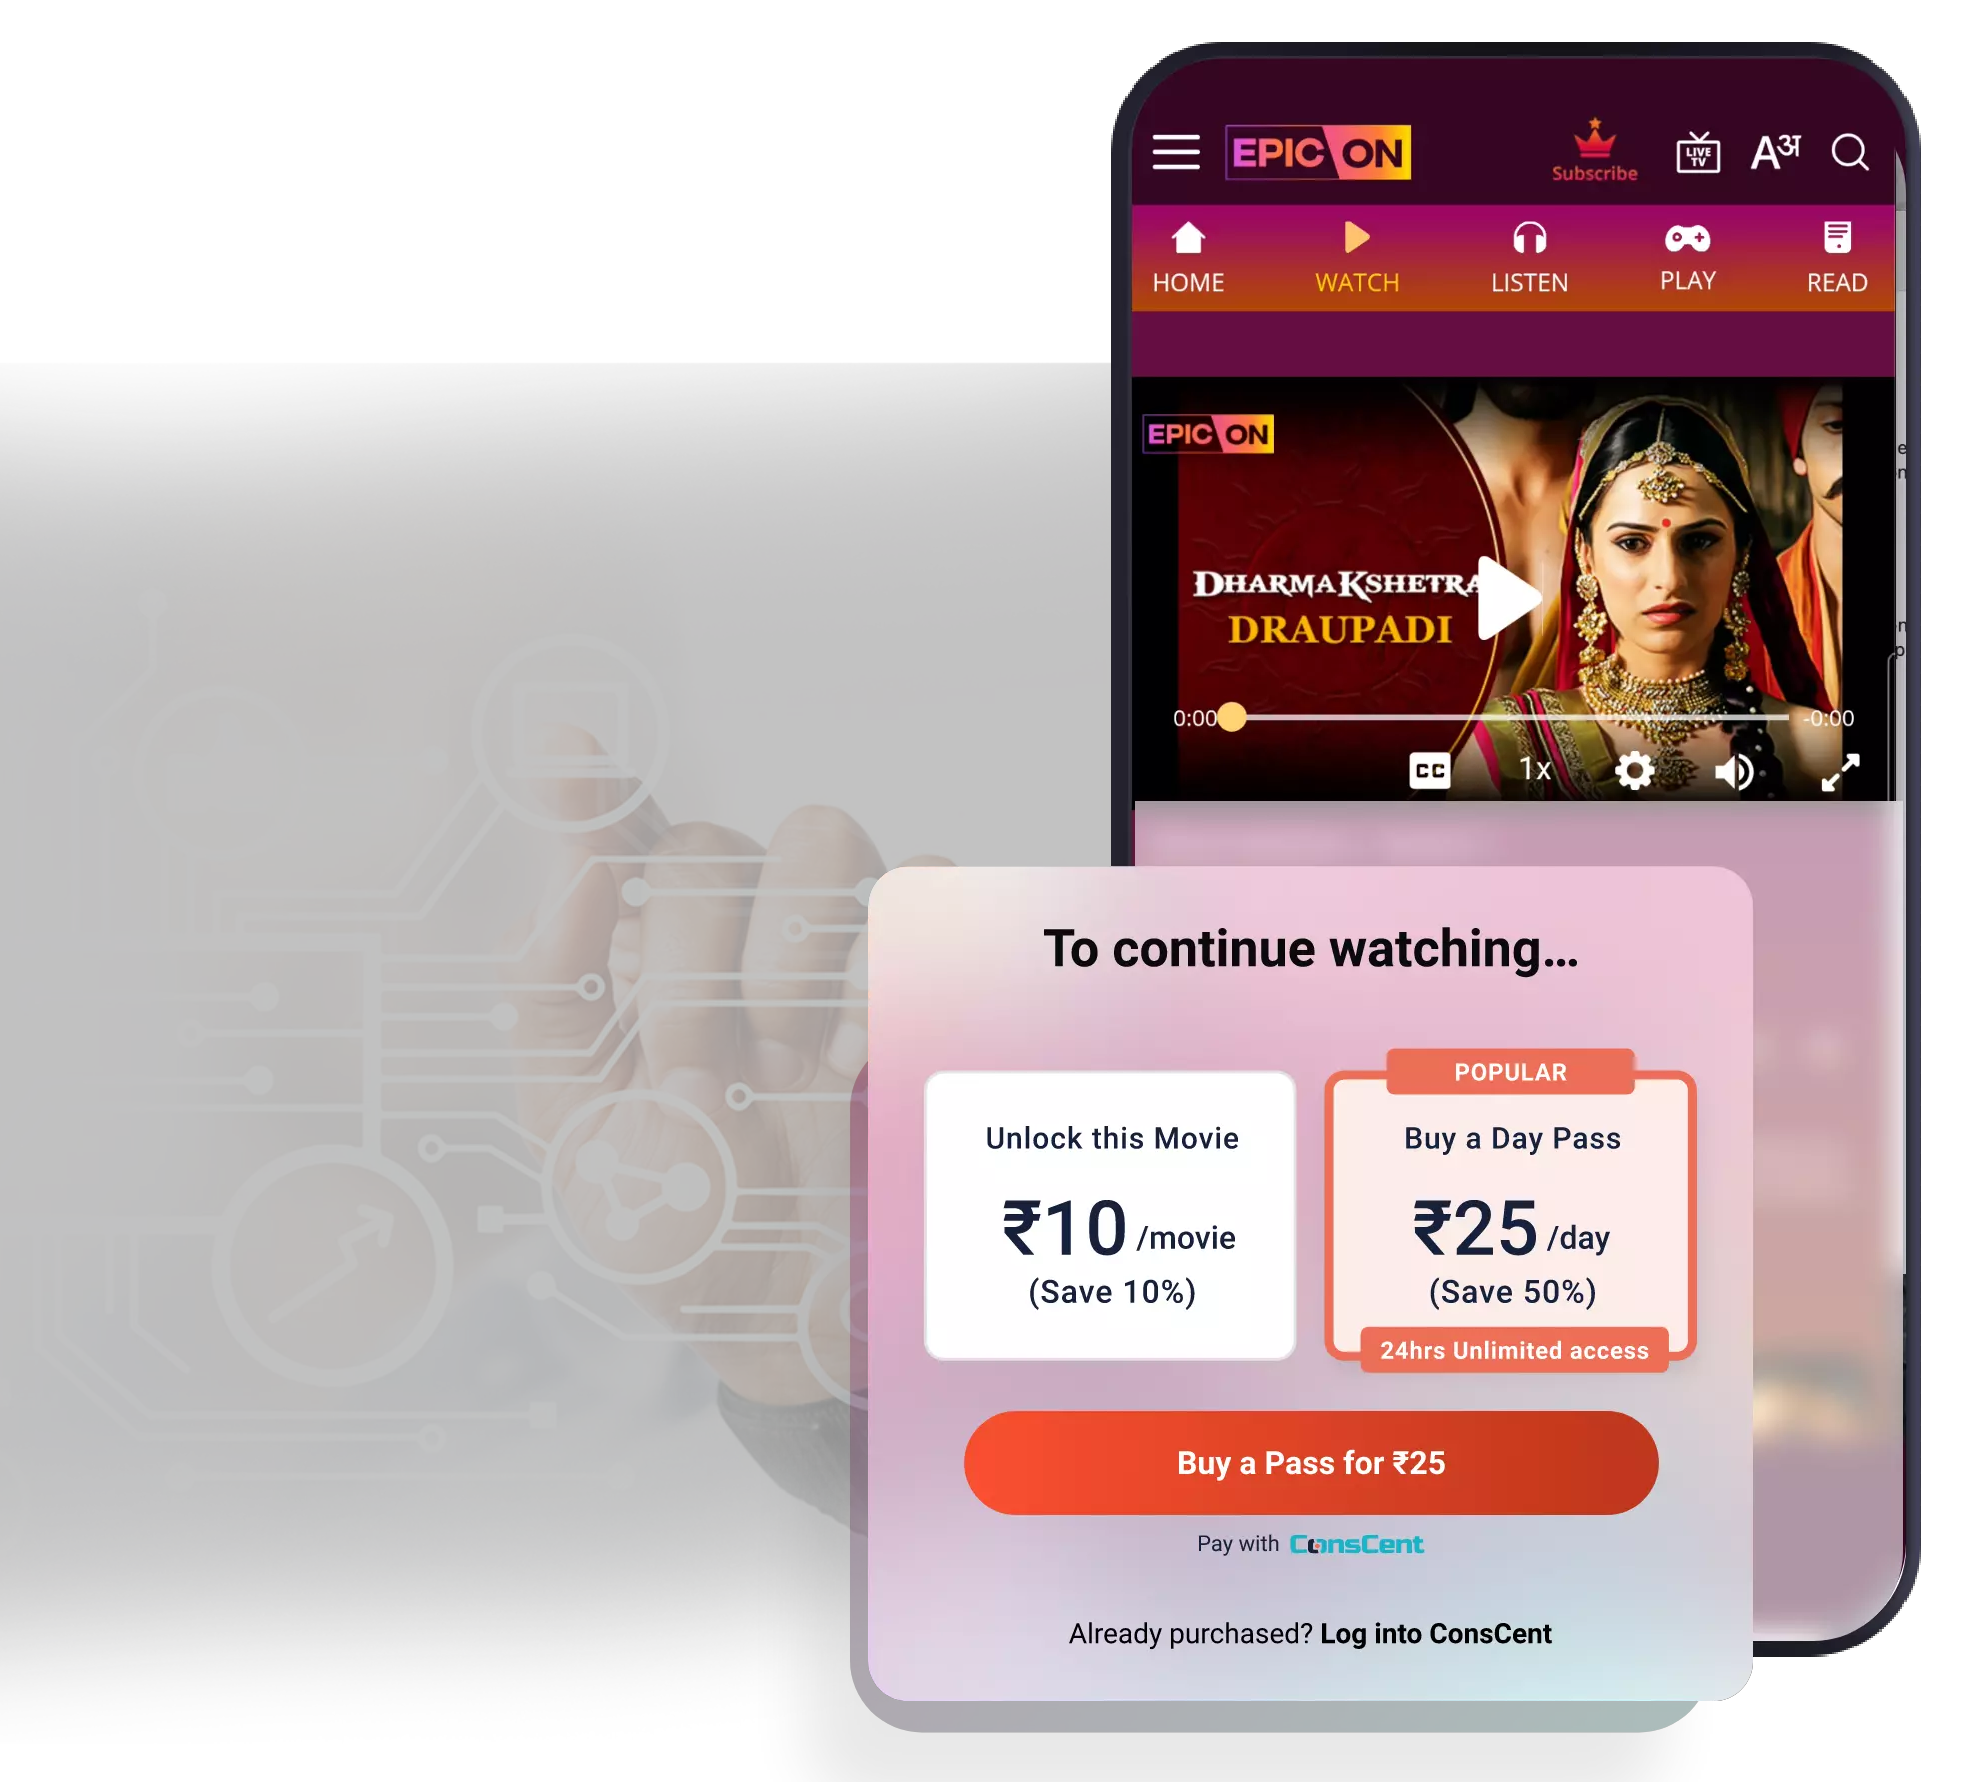 EPIC ON
Subscribe
LIVE TV
Aअ
HOME
WATCH
LISTEN
PLAY
READ
EPIC ON
DHARMAKSHETRA
DRAUPADI
0:00
-0:00
CC
1x
To continue watching...
Unlock this Movie
₹10 /movie
(Save 10%)
POPULAR
Buy a Day Pass
₹25 /day
(Save 50%)
24hrs Unlimited access
Buy a Pass for ₹25
Pay with ConsCent
Already purchased? Log into ConsCent